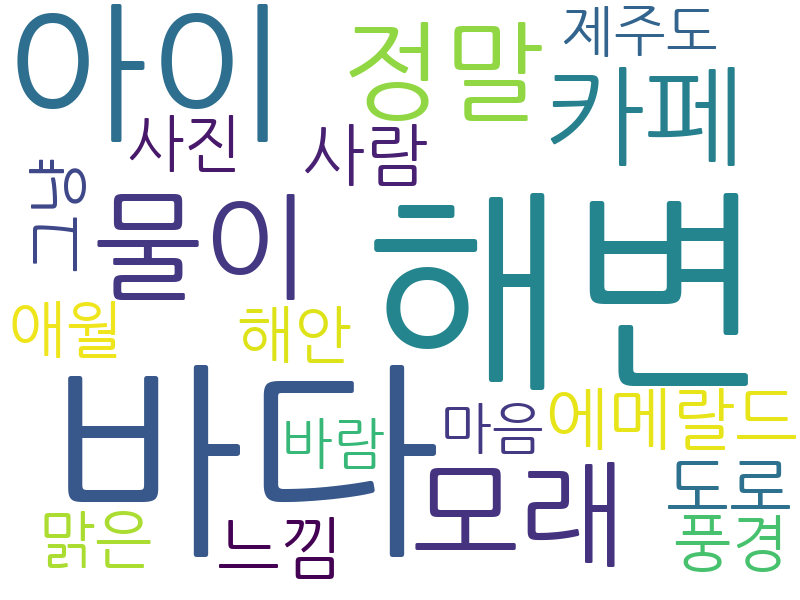 아이
정말
제주도
카페
사진
사람
그위
물이
해변
애월
해안
바다
바람
마음
에메랄드
모래
도로
맑은
느낌
풍경